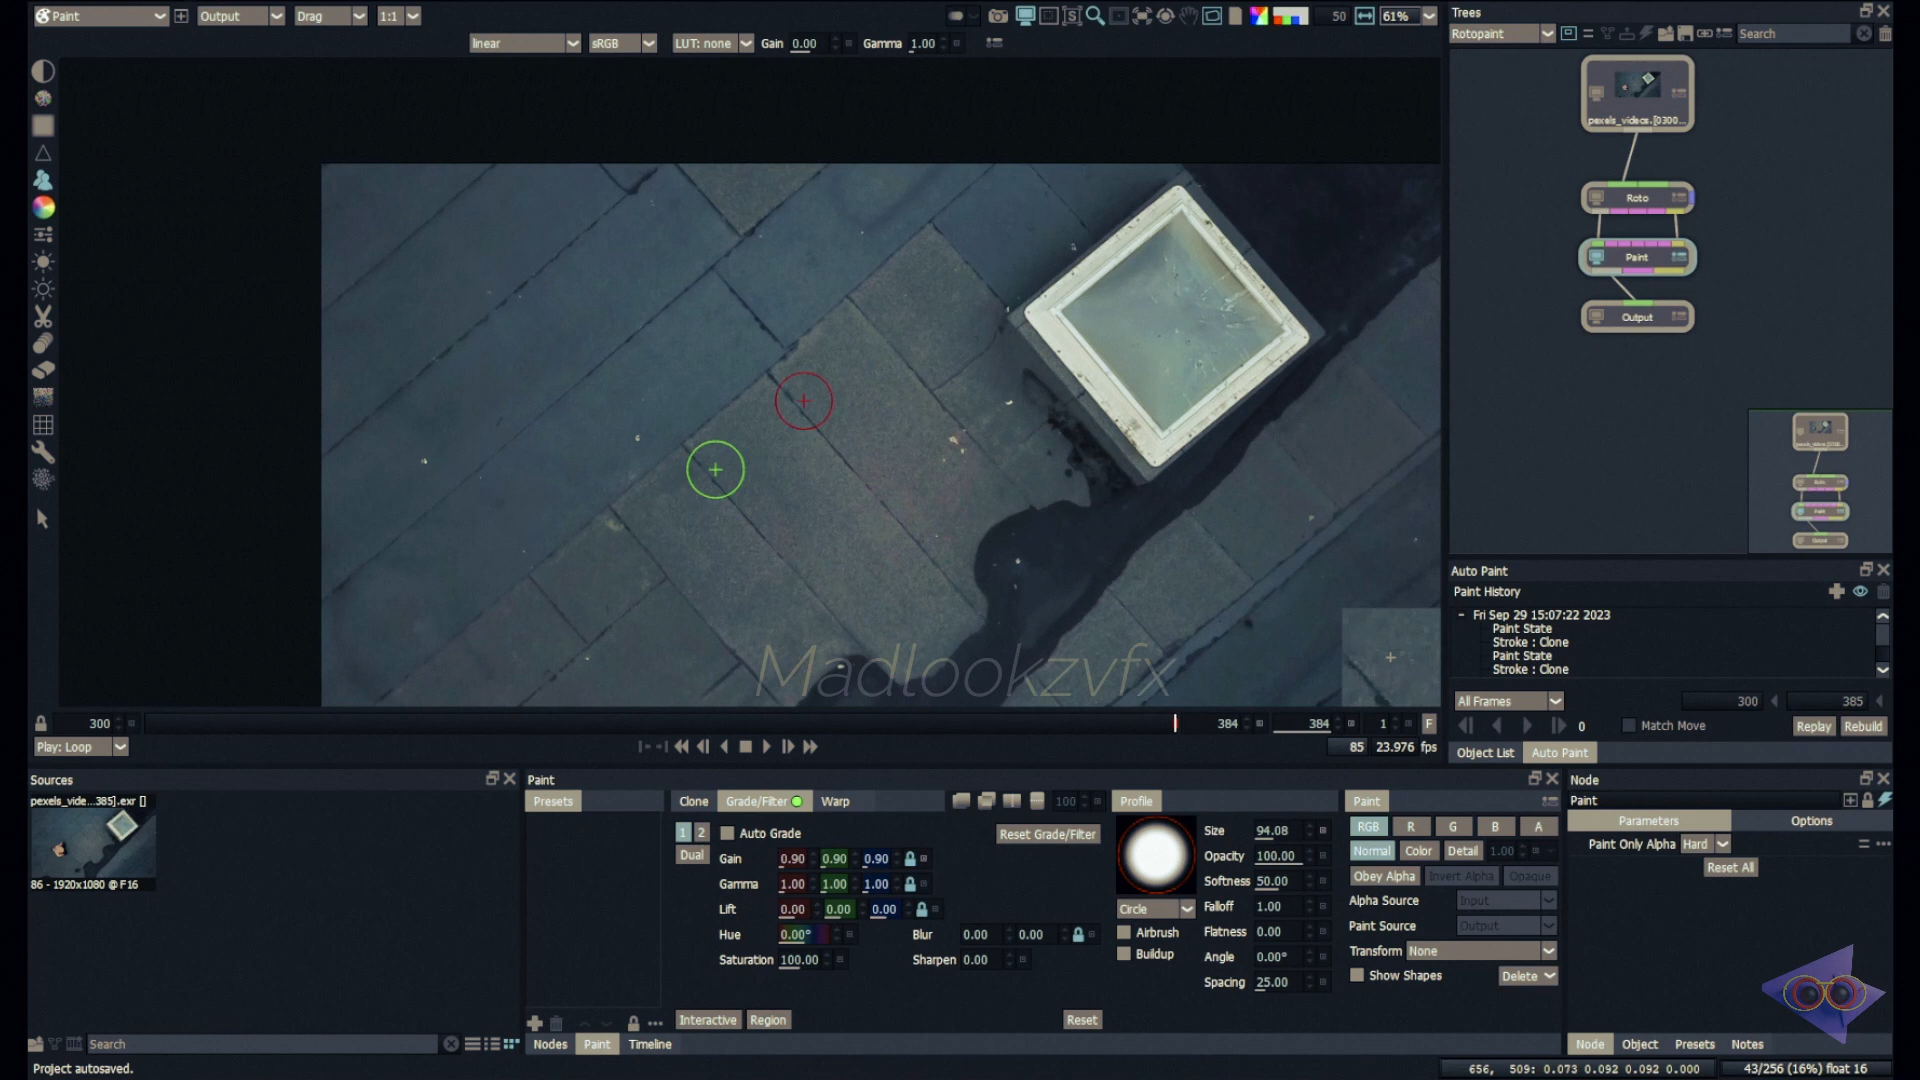 Paint
Output
Drag
1:1
50
61%
linear
sRGB
LUT: none
Gain 0.00
Gamma 1.00
Trees
Rotopaint
Search
pexels_videos.[0300...
Roto
Paint
Output
Madlookzvfx
Auto Paint
Paint History
Fri Sep 29 15:07:22 2023
Paint State
Stroke : Clone
Paint State
Stroke : Clone
All Frames
300
385
0
Match Move
Replay
Rebuild
Object List
Auto Paint
300
384
384
1
F
Play: Loop
85
23.976 fps
Sources
pexels_vide...385].exr []
86 - 1920x1080 @ F16
Search
Paint
Presets
Clone
Grade/Filter
Warp
100
1 2
Auto Grade
Reset Grade/Filter
Dual
Gain 0.90 0.90 0.90
Gamma 1.00 1.00 1.00
Lift 0.00 0.00 0.00
Hue 0.00°
Blur 0.00 0.00
Saturation 100.00
Sharpen 0.00
Interactive
Region
Reset
Profile
Size 94.08
Opacity 100.00
Softness 50.00
Circle
Falloff 1.00
Airbrush
Flatness 0.00
Buildup
Angle 0.00°
Spacing 25.00
Paint
RGB R G B A
Normal Color Detail 1.00
Obey Alpha Invert Alpha Opaque
Alpha Source Input
Paint Source Output
Transform None
Show Shapes
Delete
Nodes
Paint
Timeline
Node
Paint
Parameters
Options
Paint Only Alpha Hard
Reset All
Node
Object
Presets
Notes
Project autosaved.
656, 509: 0.073 0.092 0.092 0.000
43/256 (16%) float 16